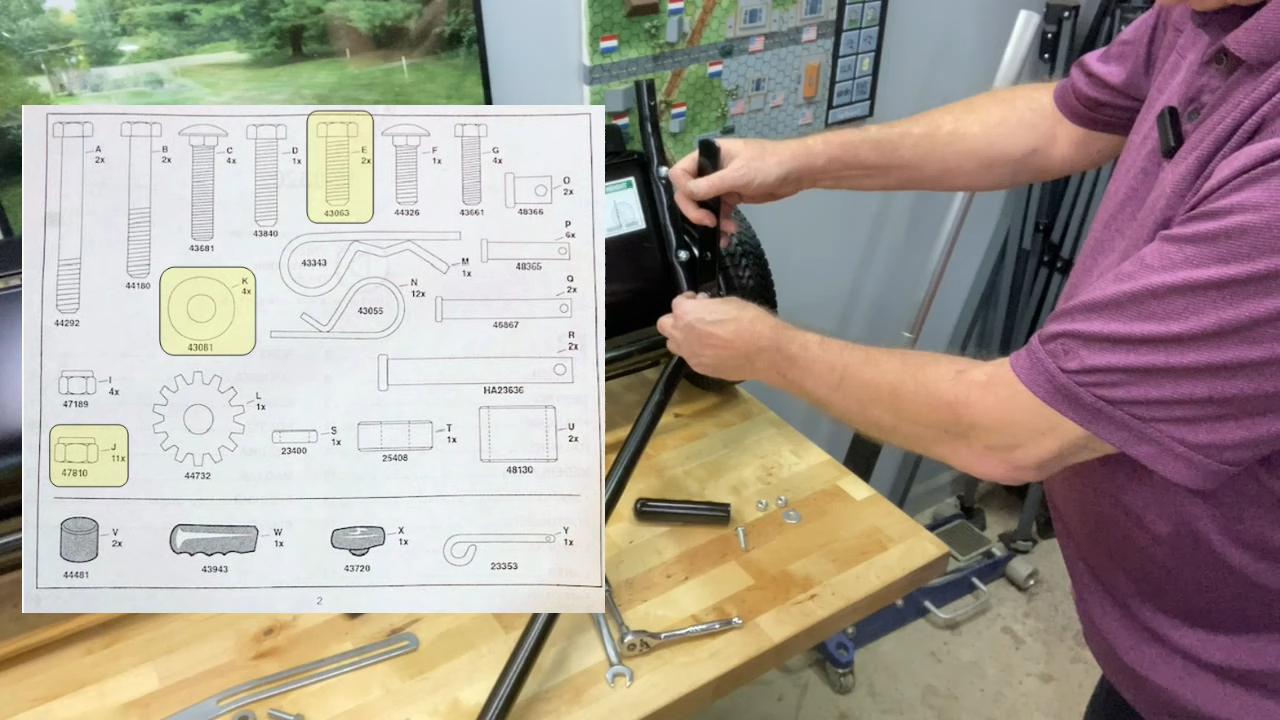 A
2x
44292
B
2x
44180
C
4x
43681
D
1x
43840
E
2x
43063
F
1x
44326
G
4x
43661
O
2x
48366
P
6x
48365
K
4x
43081
43343
M
1x
N
12x
43055
Q
2x
46867
R
2x
HA23636
I
4x
47189
J
11x
47810
L
1x
44732
S
1x
23400
T
1x
25408
U
2x
48130
V
2x
44481
W
1x
43943
X
1x
43720
Y
1x
23353
2